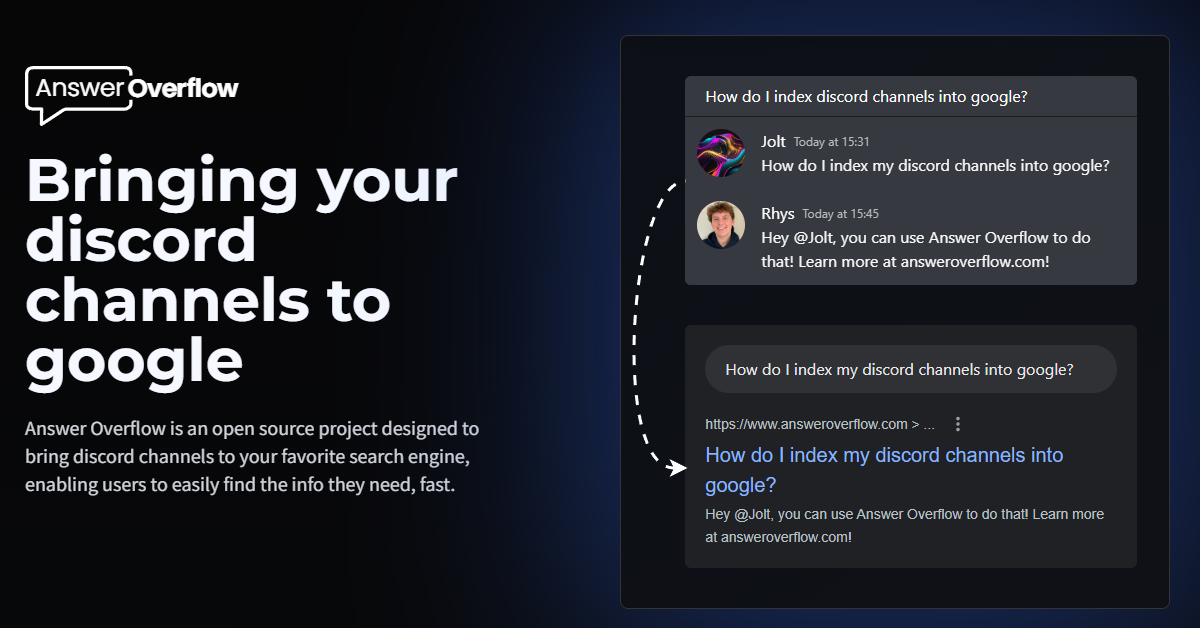 Answer Overflow
Bringing your
discord
channels to
google
Answer Overflow is an open source project designed to
bring discord channels to your favorite search engine,
enabling users to easily find the info they need, fast.
How do I index discord channels into google?
Jolt Today at 15:31
How do I index my discord channels into google?
Rhys Today at 15:45
Hey @Jolt, you can use Answer Overflow to do
that! Learn more at answeroverflow.com!
How do I index my discord channels into google?
https://www.answeroverflow.com > ...
How do I index my discord channels into
google?
Hey @Jolt, you can use Answer Overflow to do that! Learn more
at answeroverflow.com!